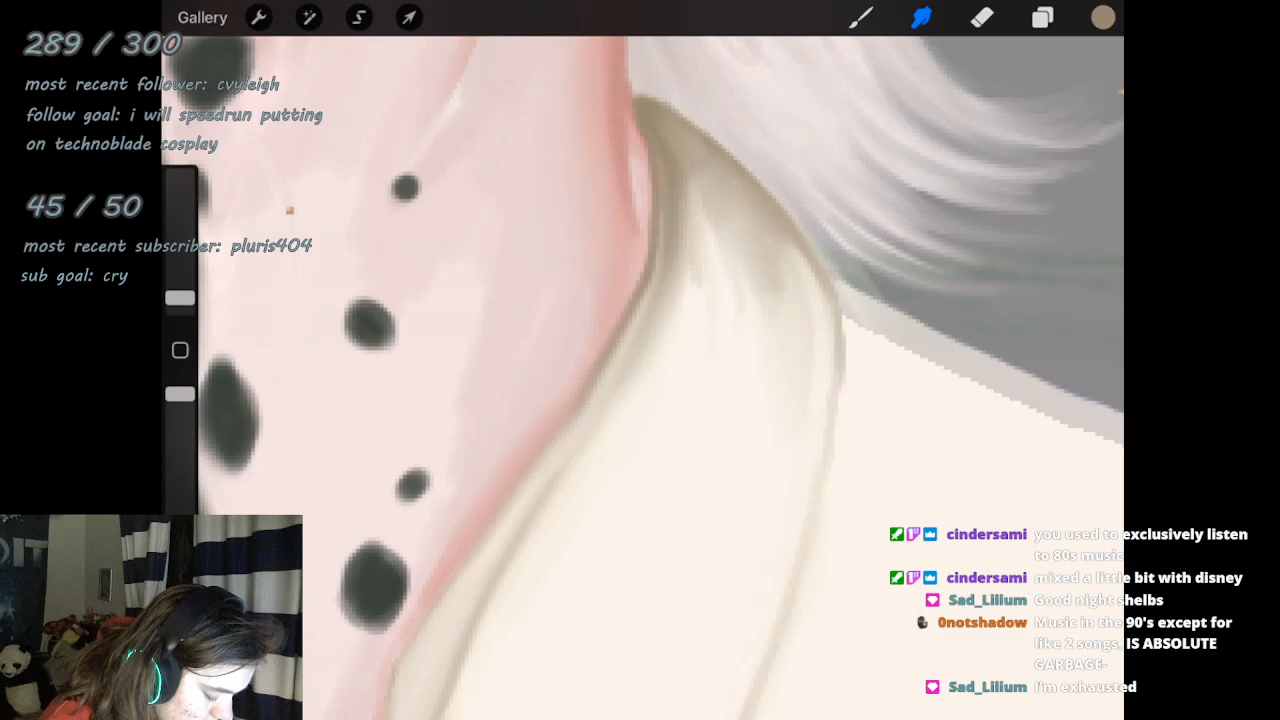 Gallery
289 / 300
most recent follower: cvyleigh
follow goal: i will speedrun putting
on technoblade cosplay
45 / 50
most recent subscriber: pluris404
sub goal: cry
cindersami you used to exclusively listen
to 80s music
cindersami mixed a little bit with disney
Sad_Lilium Good night shelbs
0notshadow Music in the 90's except for
like 2 songs, IS ABSOLUTE
GARBAGE-
Sad_Lilium I'm exhausted